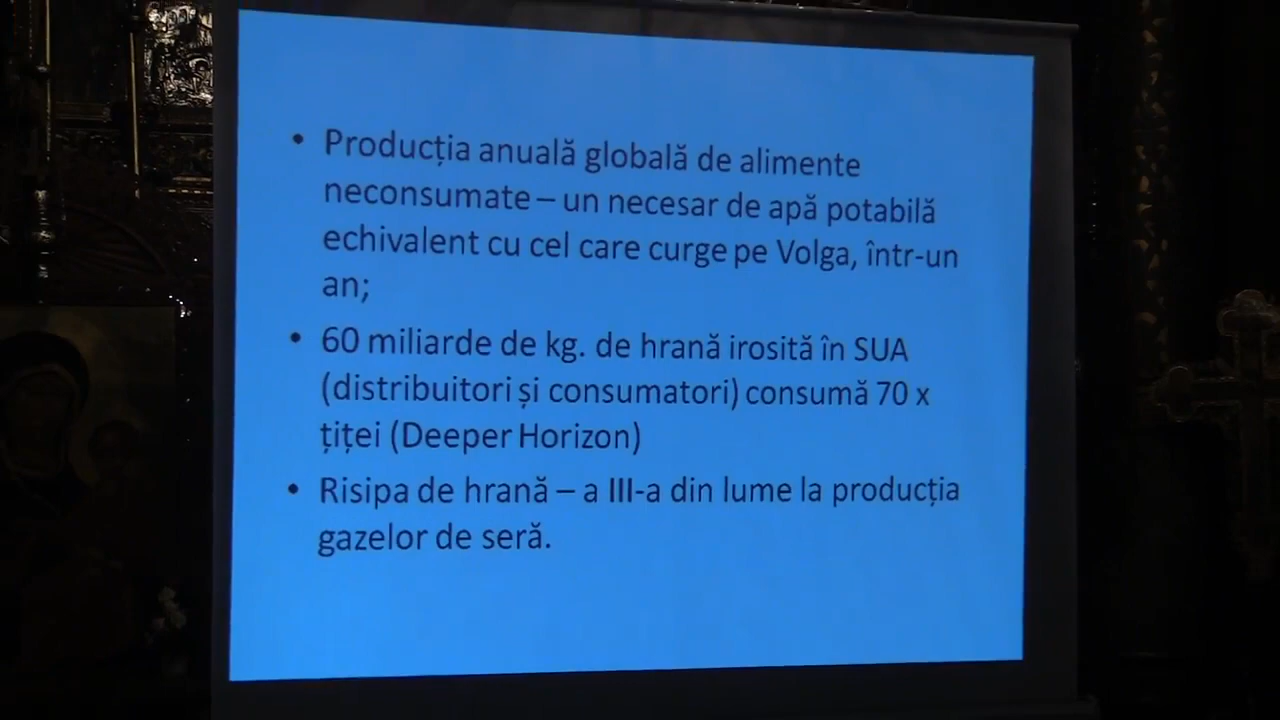 • Producția anuală globală de alimente
neconsumate – un necesar de apă potabilă
echivalent cu cel care curge pe Volga, într-un
an;
• 60 miliarde de kg. de hrană irosită în SUA
(distribuitori și consumatori) consumă 70 x
țiței (Deeper Horizon)
• Risipa de hrană – a III-a din lume la producția
gazelor de seră.